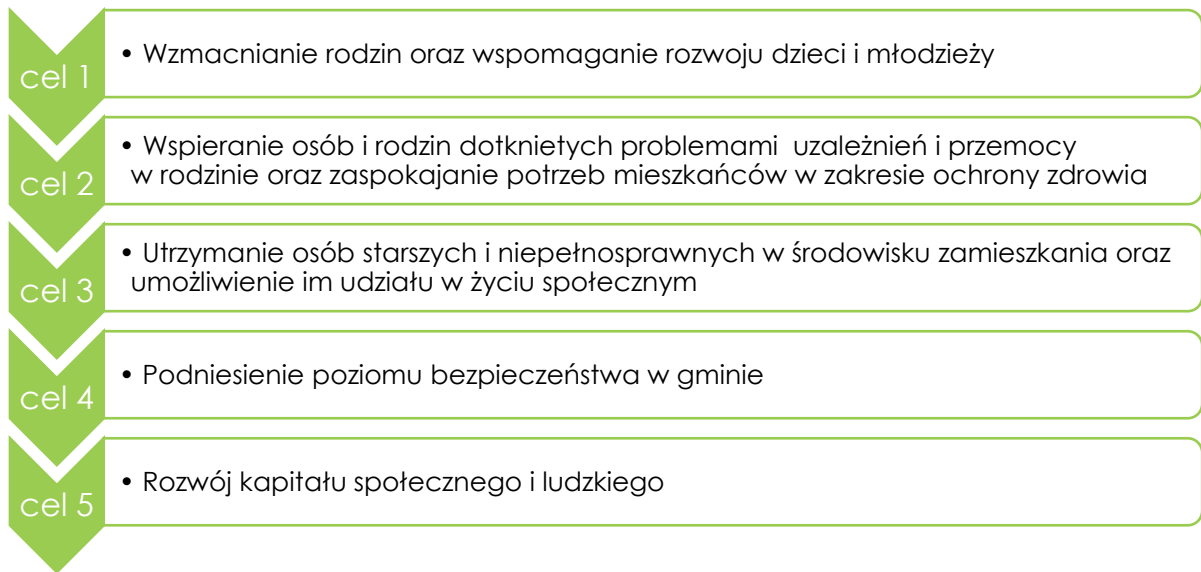 cel 1
• Wzmacnianie rodzin oraz wspomaganie rozwoju dzieci i młodzieży
cel 2
• Wspieranie osób i rodzin dotkniętych problemami  uzależnień i przemocy
w rodzinie oraz zaspokajanie potrzeb mieszkańców w zakresie ochrony zdrowia
cel 3
• Utrzymanie osób starszych i niepełnosprawnych w środowisku zamieszkania oraz
umożliwienie im udziału w życiu społecznym
cel 4
• Podniesienie poziomu bezpieczeństwa w gminie
cel 5
• Rozwój kapitału społecznego i ludzkiego